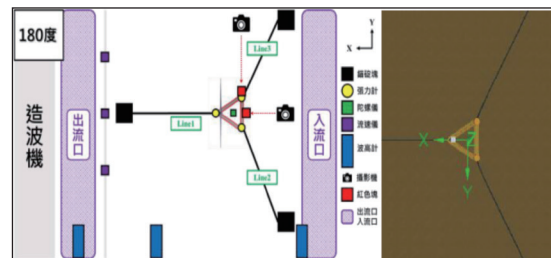 180度
造波機
出流口
入流口
Line1
Line2
Line3
Y
X
錨碇塊
張力計
陀螺儀
流速儀
波高計
攝影機
紅色塊
出流口
入流口
X
Z
Y